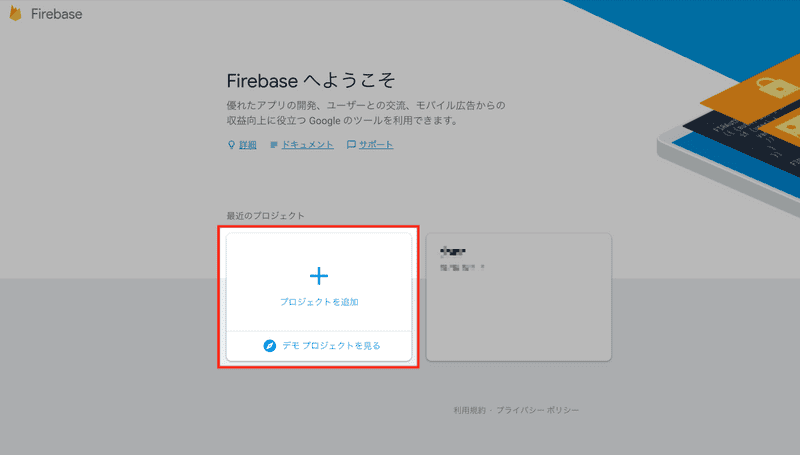 Firebase
Firebase へようこそ
優れたアプリの開発、ユーザーとの交流、モバイル広告からの
収益向上に役立つ Google のツールを利用できます。
詳細 ドキュメント サポート
最近のプロジェクト
プロジェクトを追加
デモ プロジェクトを見る
利用規約・プライバシー ポリシー